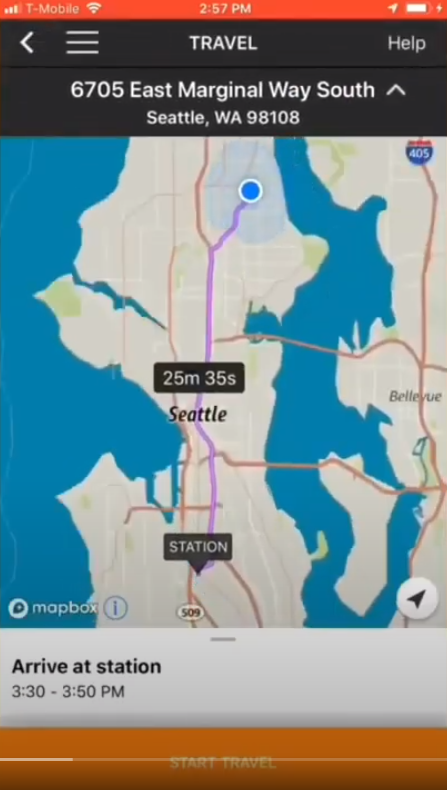 T-Mobile 2:57 PM
TRAVEL Help
6705 East Marginal Way South
Seattle, WA 98108
405
25m 35s
Bellevue
Seattle
STATION
mapbox i
509
Arrive at station
3:30 - 3:50 PM
START TRAVEL